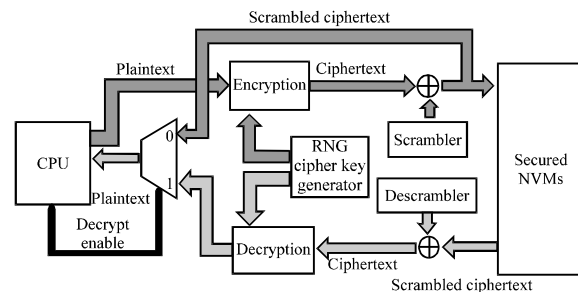 Scrambled ciphertext
Plaintext
Encryption
Ciphertext
Scrambler
CPU
0
1
RNG
cipher key
generator
Secured
NVMs
Plaintext
Decrypt
enable
Descrambler
Decryption
Ciphertext
Scrambled ciphertext